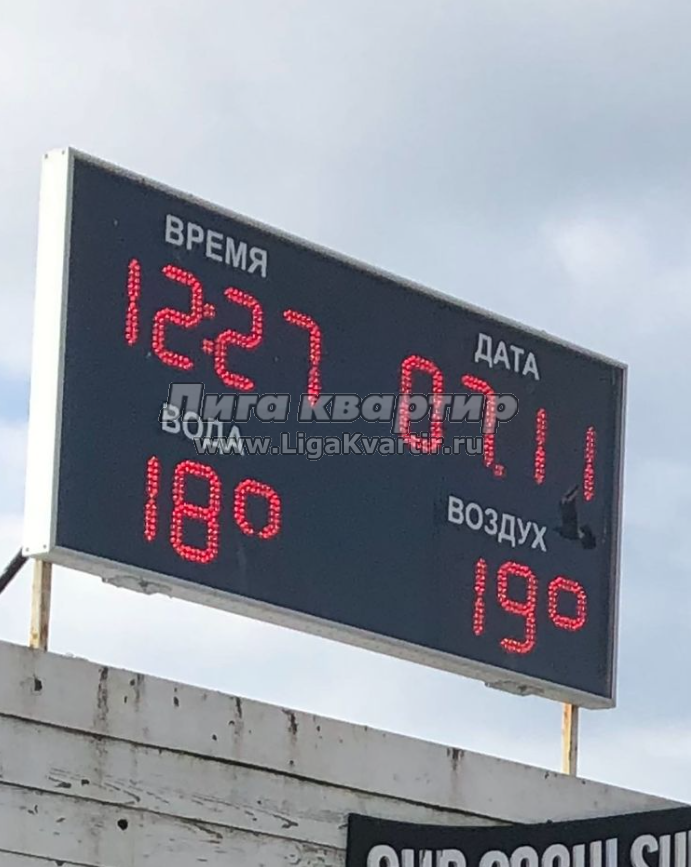 ВРЕМЯ
12:27
ДАТА
07.11
Лига квартир
www.LigaKvartir.ru
ВОДА
18°
ВОЗДУХ
19°